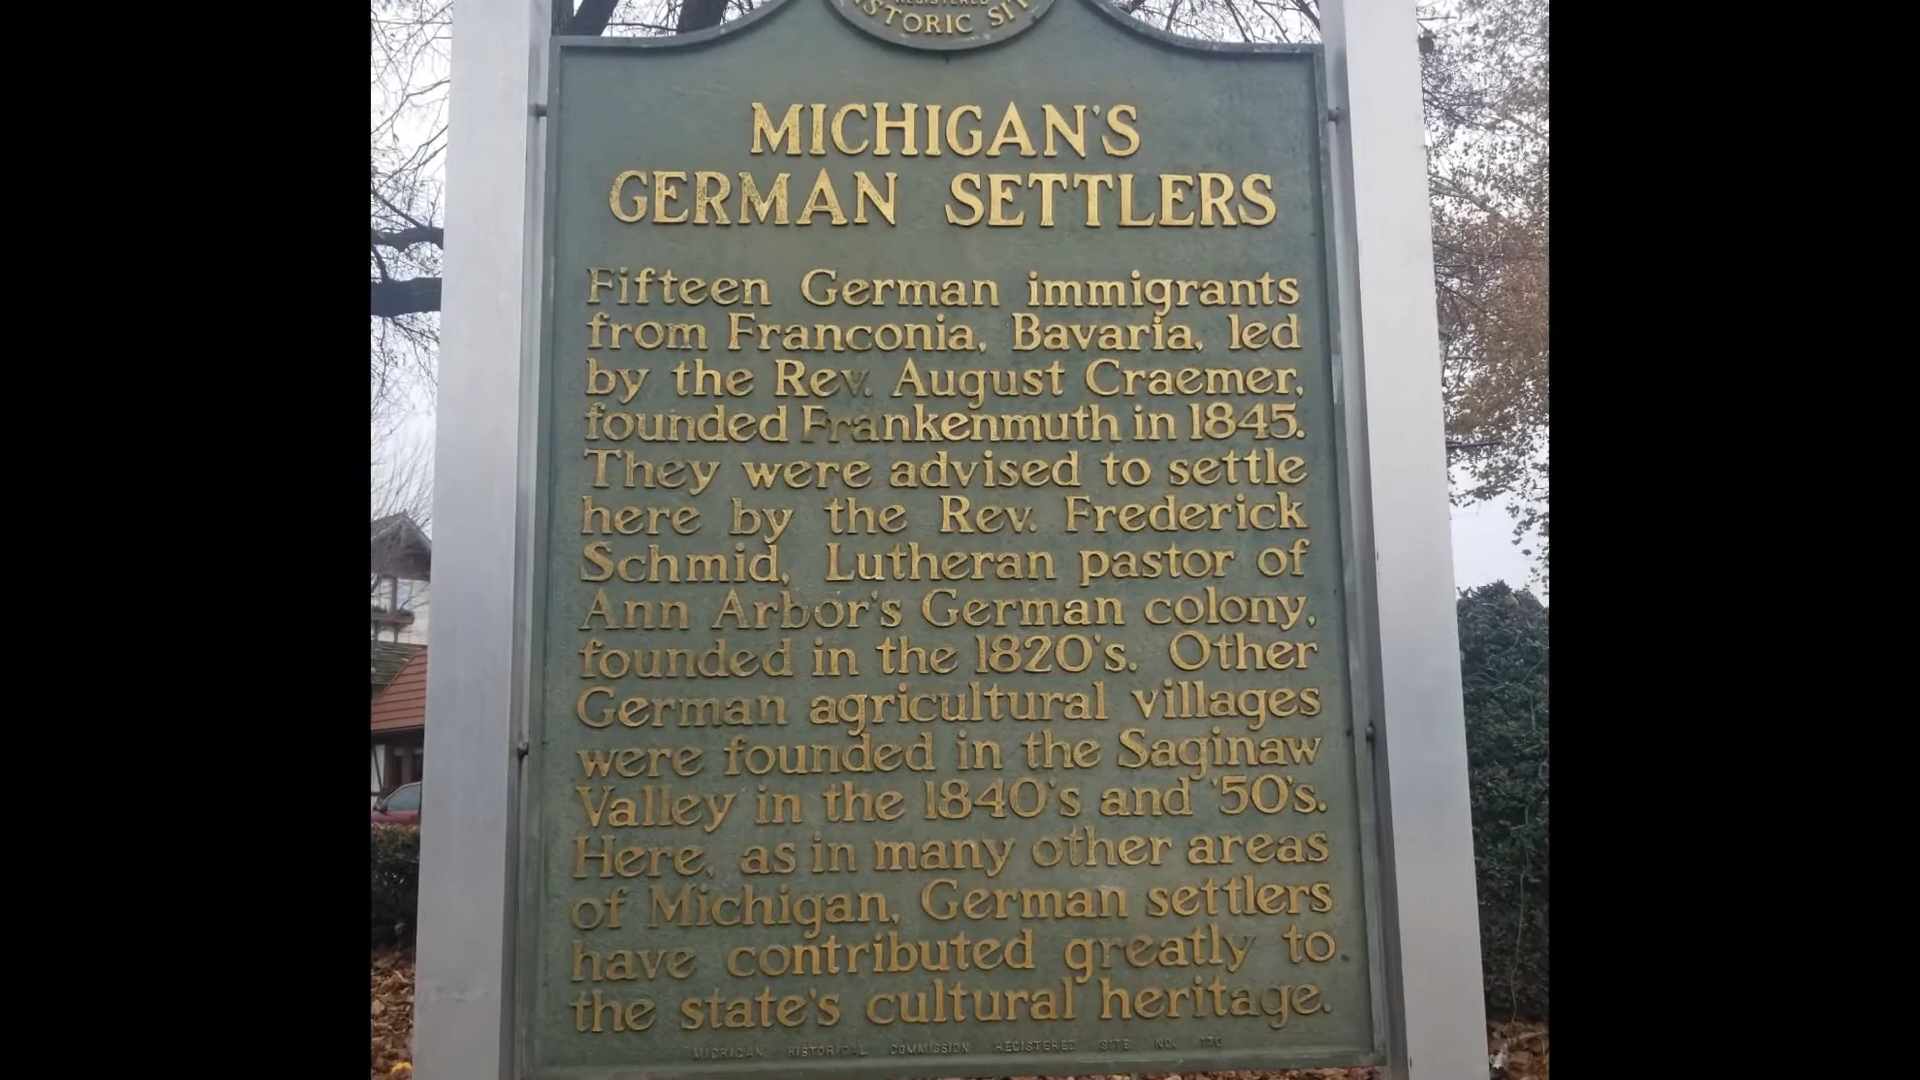 REGISTERED
HISTORIC SITE
MICHIGAN'S
GERMAN SETTLERS
Fifteen German immigrants
from Franconia, Bavaria, led
by the Rev. August Craemer,
founded Frankenmuth in 1845.
They were advised to settle
here by the Rev. Frederick
Schmid, Lutheran pastor of
Ann Arbor's German colony,
founded in the 1820's. Other
German agricultural villages
were founded in the Saginaw
Valley in the 1840's and '50's.
Here, as in many other areas
of Michigan, German settlers
have contributed greatly to
the state's cultural heritage.
MICHIGAN HISTORICAL COMMISSION REGISTERED SITE NO.